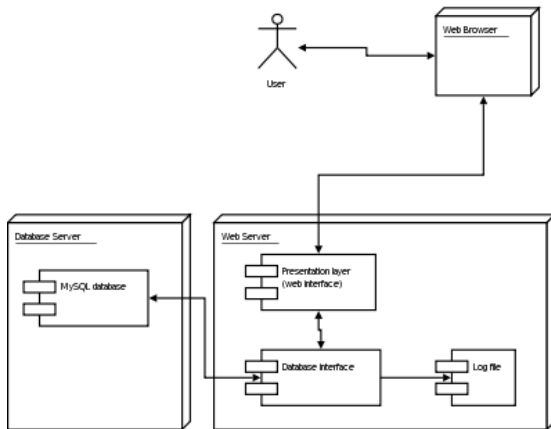 Web Browser
User
Database Server
Web Server
MySQL database
Presentation layer
(web interface)
Database interface
Log file